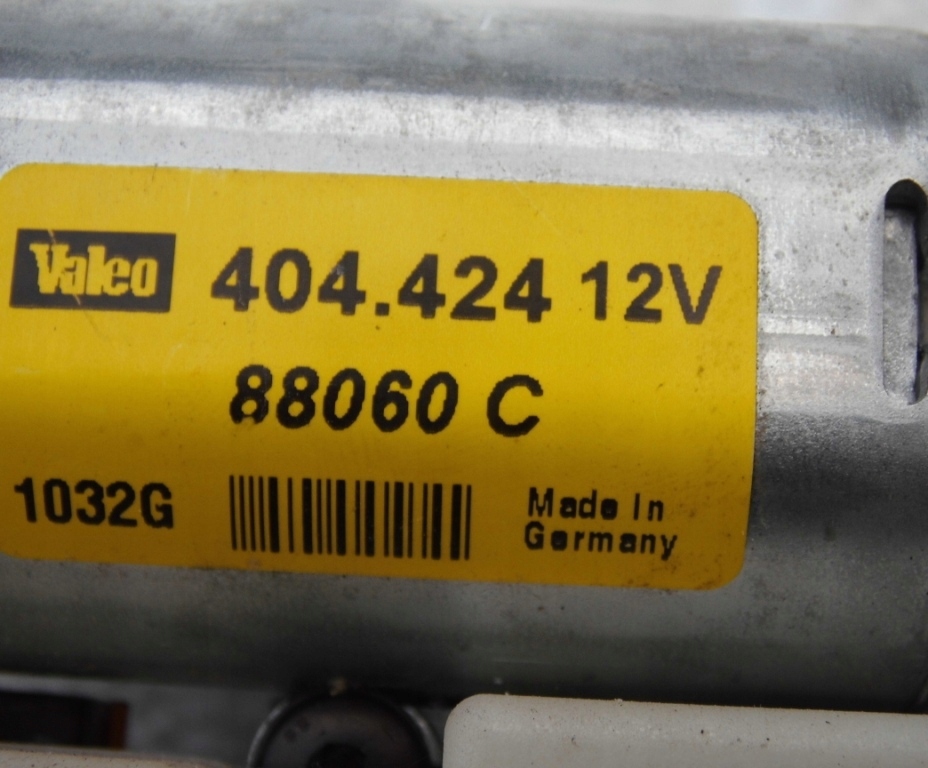 Valeo 404.424 12V
88060 C
1032G Made In
Germany